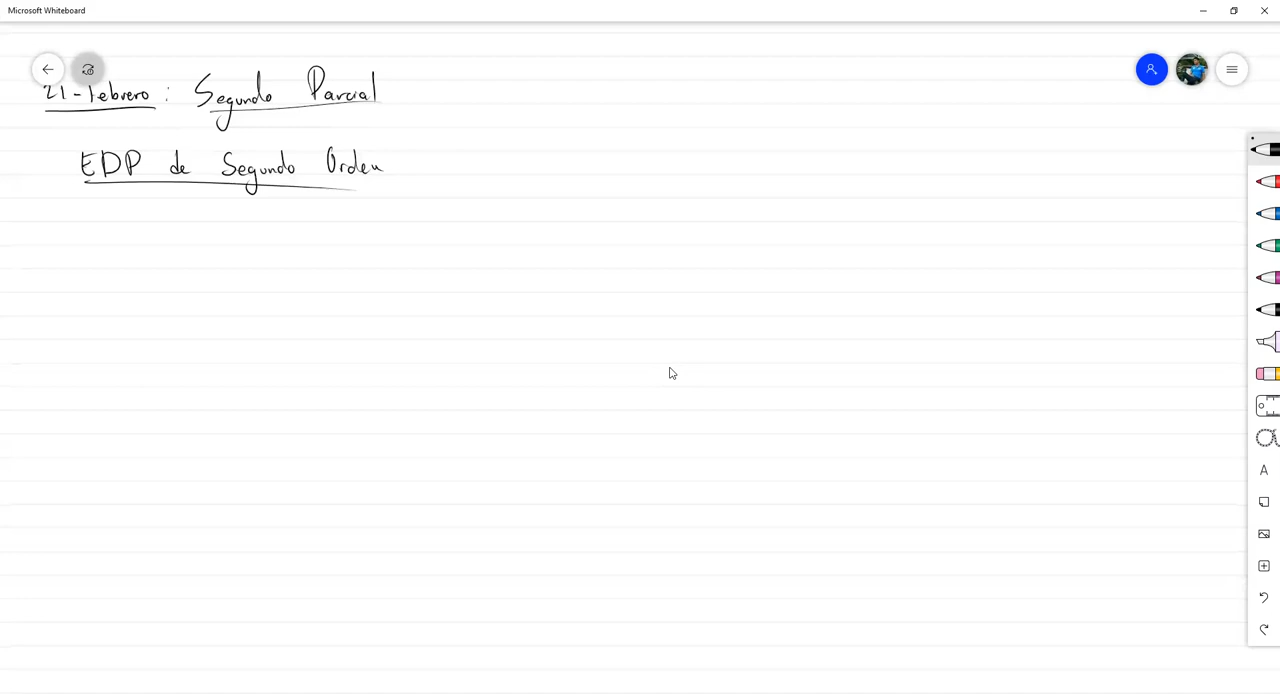 Microsoft Whiteboard
21-Febrero : Segundo Parcial
EDP de Segundo Orden
A